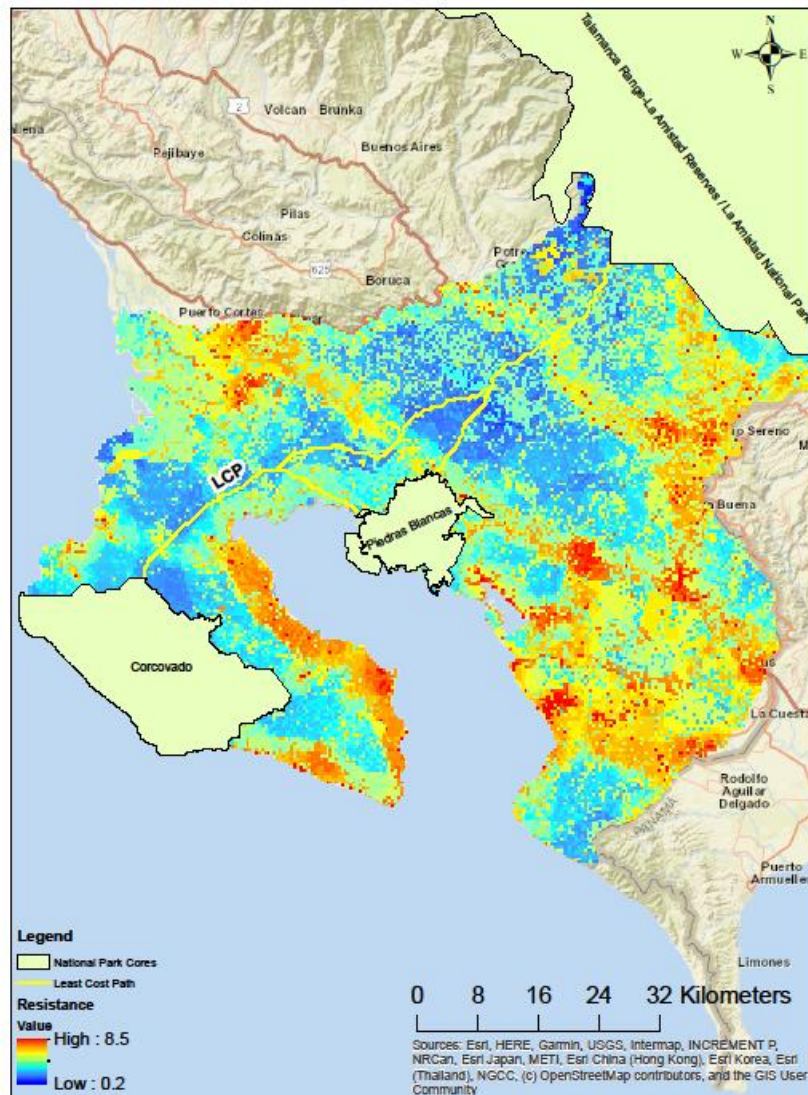 N
W E
S
Talamanca Range-La Amistad Reserves / La Amistad National Park
2
Volcan Brunka
Buenos Aires
Pejibaye
Pilas
Colinas
625
Boruca
Puerto Cortes
LCP
Piedras Blancas
Corcovado
Sereno
Buena
La Cuesta
Rodolfo
Aguilar
Delgado
PANAMA
Puerto
Armuelles
Limones
Legend
National Park Cores
Least Cost Path
Resistance
Value
High : 8.5
Low : 0.2
0 8 16 24 32 Kilometers
Sources: Esri, HERE, Garmin, USGS, Intermap, INCREMENT P,
NRCan, Esri Japan, METI, Esri China (Hong Kong), Esri Korea, Esri
(Thailand), NGCC, (c) OpenStreetMap contributors, and the GIS User
Community